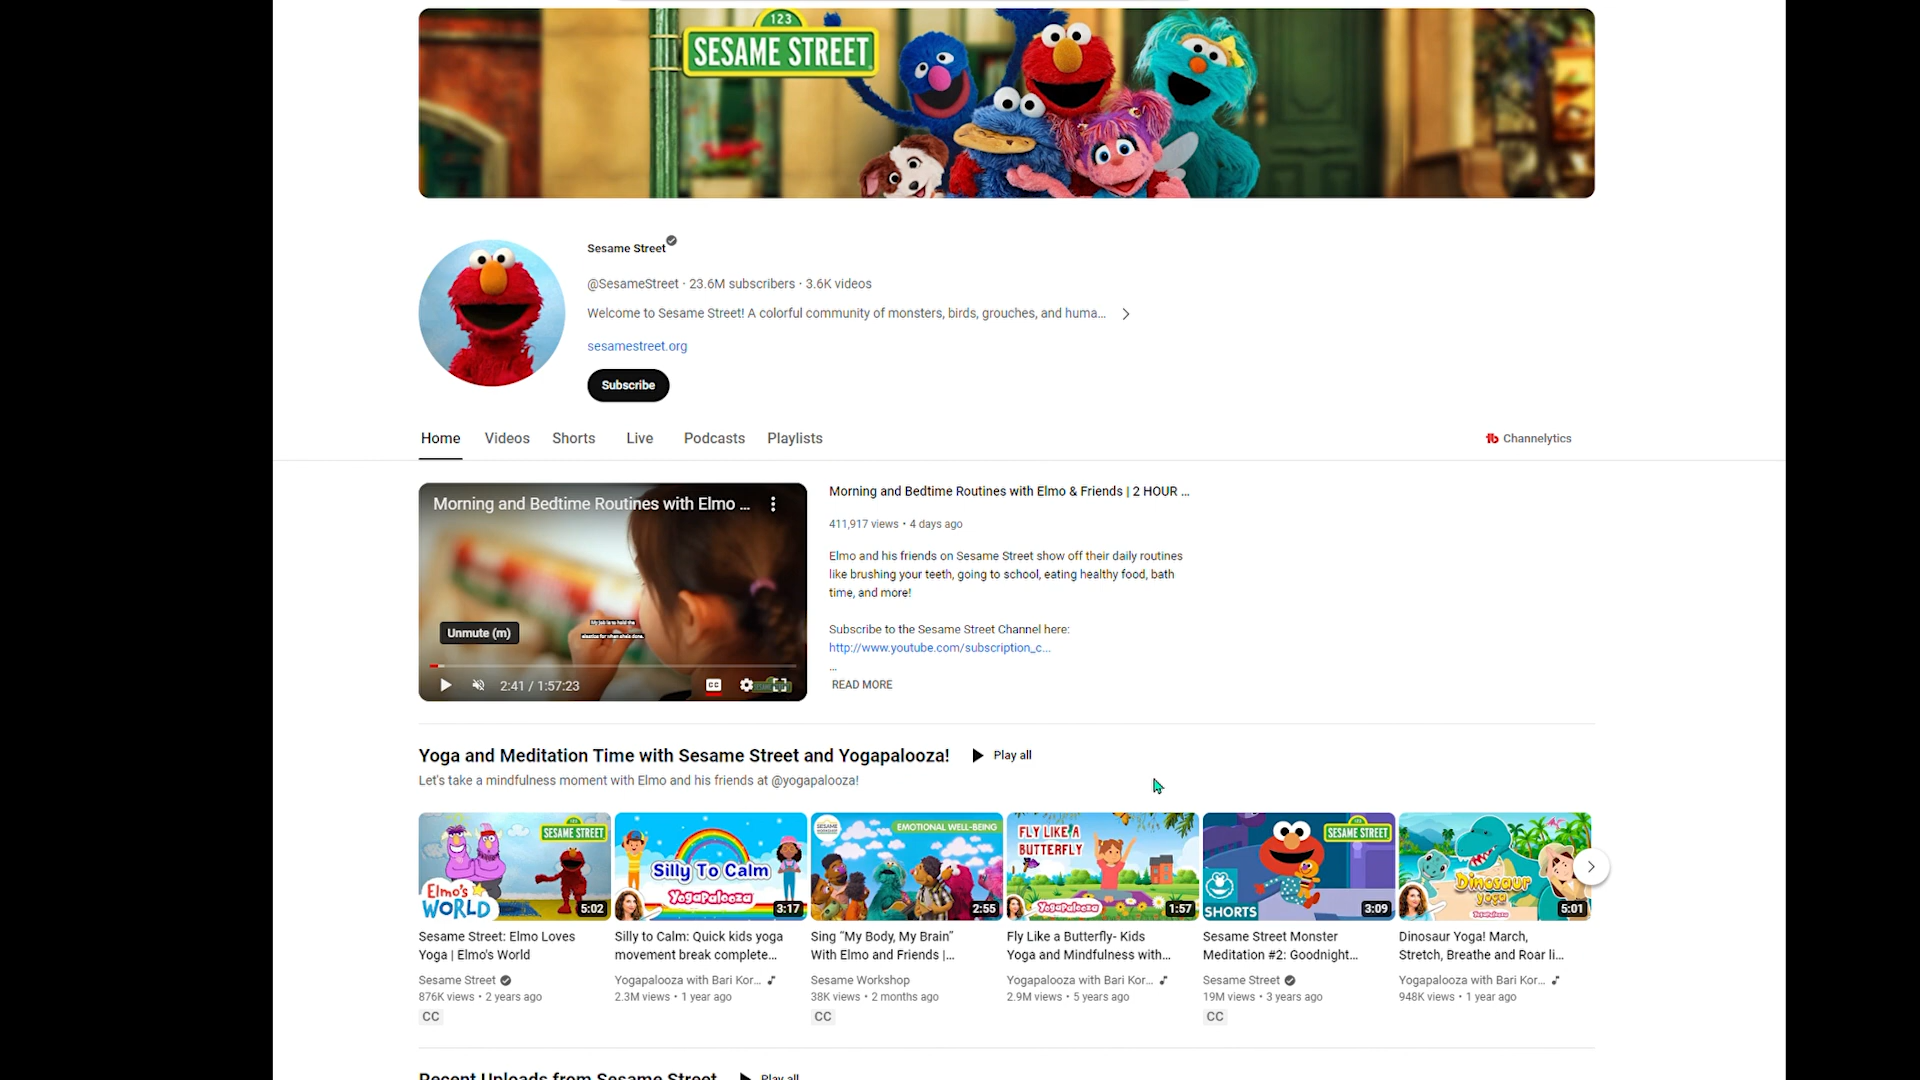 123
SESAME STREET
Sesame Street
@SesameStreet · 23.6M subscribers · 3.6K videos
Welcome to Sesame Street! A colorful community of monsters, birds, grouches, and huma...
sesamestreet.org
Subscribe
Home Videos Shorts Live Podcasts Playlists
Channelytics
Morning and Bedtime Routines with Elmo ...
Unmute (m)
2:41 / 1:57:23
CC
Morning and Bedtime Routines with Elmo & Friends | 2 HOUR ...
411,917 views • 4 days ago
Elmo and his friends on Sesame Street show off their daily routines
like brushing your teeth, going to school, eating healthy food, bath
time, and more!
Subscribe to the Sesame Street Channel here:
http://www.youtube.com/subscription_c...
...
READ MORE
Yoga and Meditation Time with Sesame Street and Yogapalooza!
Play all
Let's take a mindfulness moment with Elmo and his friends at @yogapalooza!
SESAME STREET
Elmo's
WORLD
5:02
Sesame Street: Elmo Loves
Yoga | Elmo's World
Sesame Street
876K views • 2 years ago
CC
Silly To Calm
YogaPalooza
3:17
Silly to Calm: Quick kids yoga
movement break complete...
Yogapalooza with Bari Kor...
2.3M views • 1 year ago
EMOTIONAL WELL-BEING
2:55
Sing “My Body, My Brain”
With Elmo and Friends |...
Sesame Workshop
38K views • 2 months ago
CC
FLY LIKE A
BUTTERFLY
YogaPalooza
1:57
Fly Like a Butterfly- Kids
Yoga and Mindfulness with...
Yogapalooza with Bari Kor...
2.9M views • 5 years ago
SESAME STREET
SHORTS
3:09
Sesame Street Monster
Meditation #2: Goodnight...
Sesame Street
19M views • 3 years ago
CC
Dinosaur
yoga
5:01
Dinosaur Yoga! March,
Stretch, Breathe and Roar li...
Yogapalooza with Bari Kor...
948K views • 1 year ago
Recent Uploads from Sesame Street
Play all